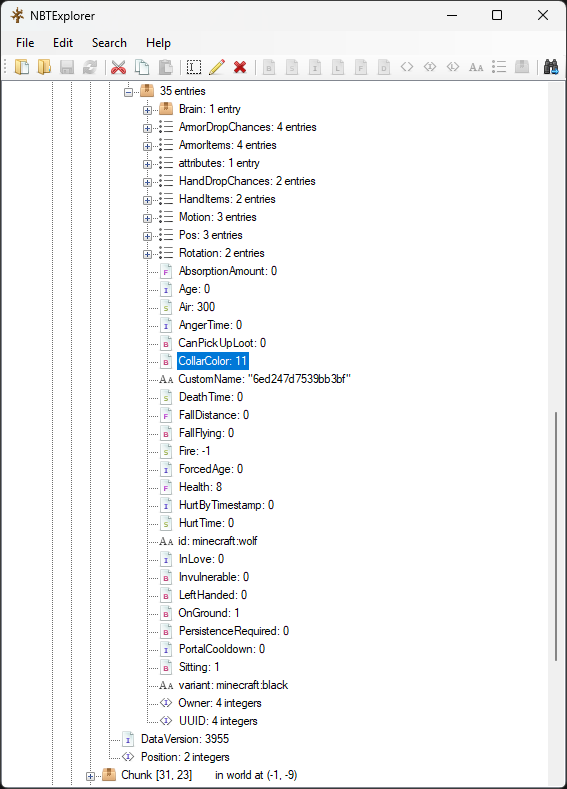 NBTExplorer
File Edit Search Help
35 entries
Brain: 1 entry
ArmorDropChances: 4 entries
ArmorItems: 4 entries
attributes: 1 entry
HandDropChances: 2 entries
HandItems: 2 entries
Motion: 3 entries
Pos: 3 entries
Rotation: 2 entries
F AbsorptionAmount: 0
I Age: 0
S Air: 300
I AngerTime: 0
B CanPickUpLoot: 0
B CollarColor: 11
AA CustomName: "6ed247d7539bb3bf"
S DeathTime: 0
F FallDistance: 0
B FallFlying: 0
S Fire: -1
I ForcedAge: 0
F Health: 8
I HurtByTimestamp: 0
S HurtTime: 0
AA id: minecraft:wolf
I InLove: 0
B Invulnerable: 0
B LeftHanded: 0
B OnGround: 1
B PersistenceRequired: 0
I PortalCooldown: 0
B Sitting: 1
AA variant: minecraft:black
I Owner: 4 integers
I UUID: 4 integers
I DataVersion: 3955
I Position: 2 integers
Chunk [31, 23] in world at (-1, -9)